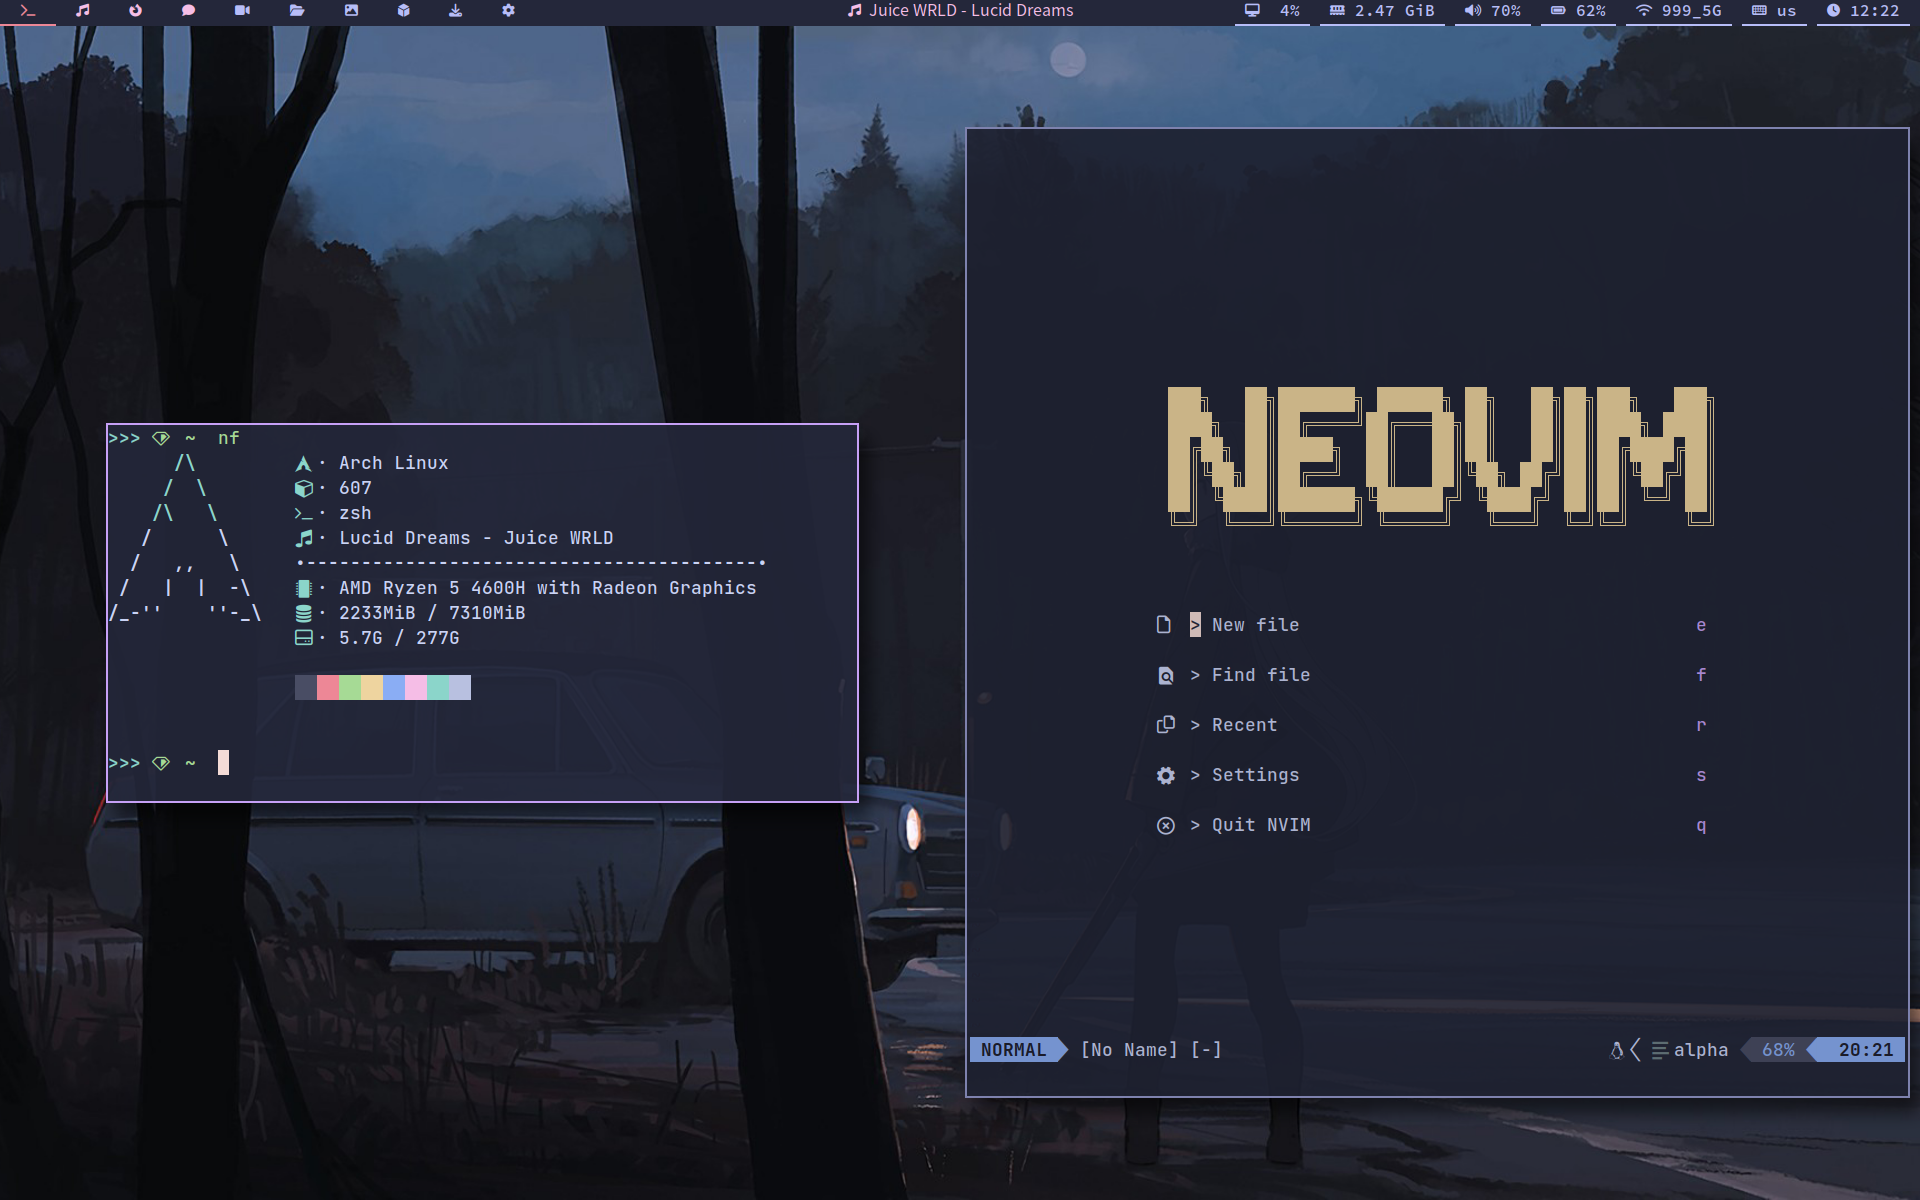 Juice WRLD - Lucid Dreams
4%
2.47 GiB
70%
62%
999_5G
us
12:22
>>> ~ nf
Arch Linux
607
zsh
Lucid Dreams - Juice WRLD
AMD Ryzen 5 4600H with Radeon Graphics
2233MiB / 7310MiB
5.7G / 277G
>>> ~
NEOVIM
> New file e
> Find file f
> Recent r
> Settings s
> Quit NVIM q
NORMAL [No Name] [-] alpha 68% 20:21